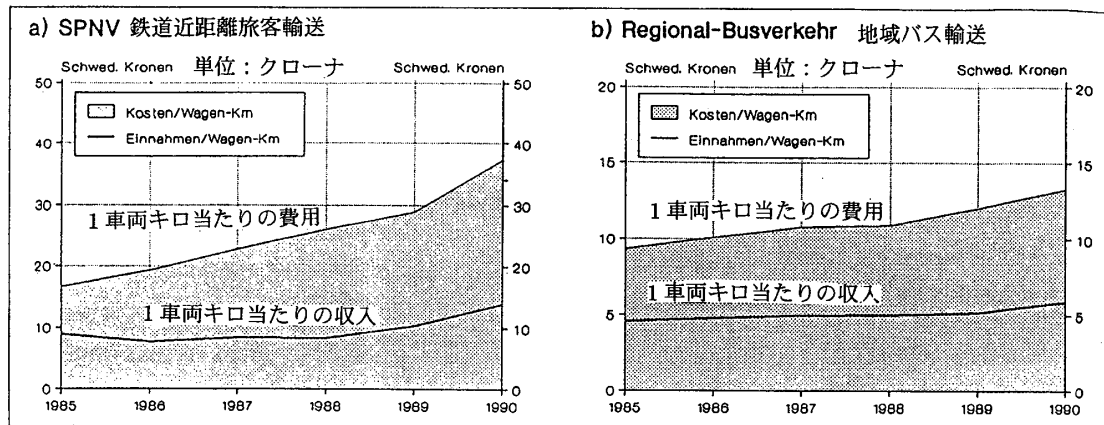 a) SPNV 鉄道近距離旅客輸送
Schwed. Kronen 単位：クローナ Schwed. Kronen
50 50
Kosten/Wagen-Km
Einnahmen/Wagen-Km
40 40
30 30
1車両キロ当たりの費用
20 20
1車両キロ当たりの収入
10 10
0 0
1985 1986 1987 1988 1989 1990
b) Regional-Busverkehr 地域バス輸送
Schwed. Kronen 単位：クローナ Schwed. Kronen
20 20
Kosten/Wagen-Km
Einnahmen/Wagen-Km
15 15
1車両キロ当たりの費用
10 10
1車両キロ当たりの収入
5 5
0 0
1985 1986 1987 1988 1989 1990